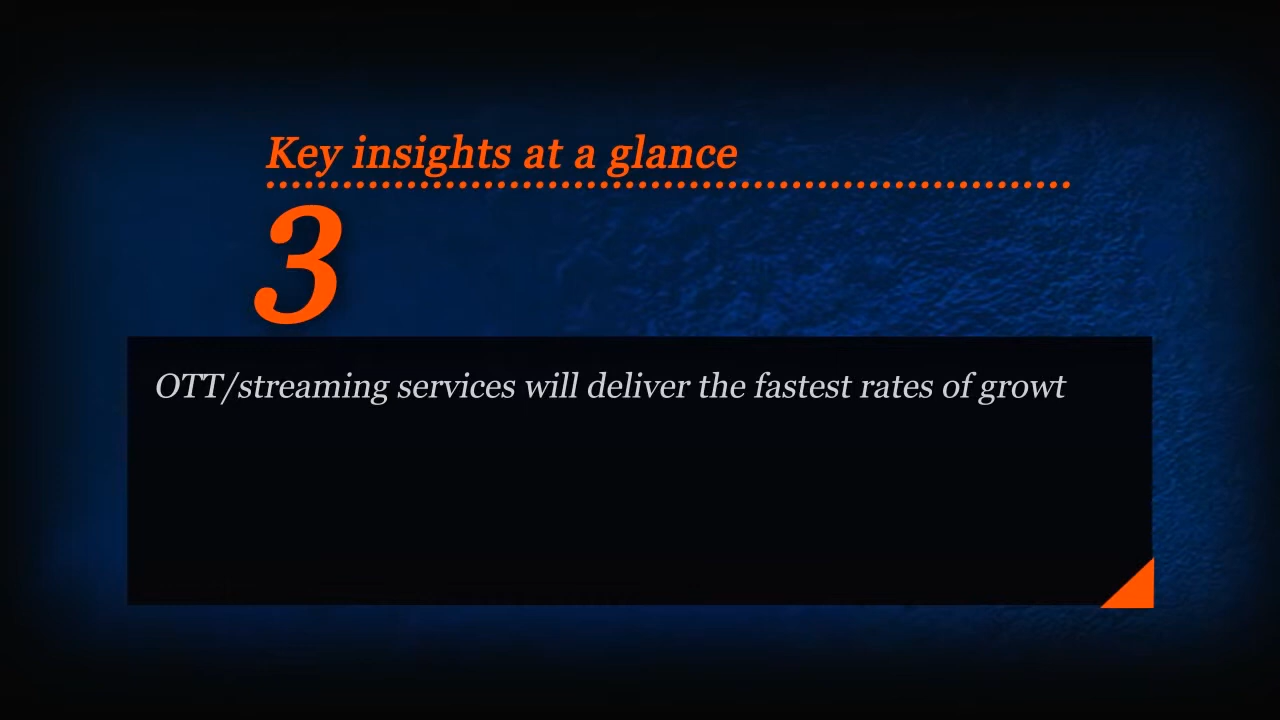 Key insights at a glance
3
OTT/streaming services will deliver the fastest rates of growt